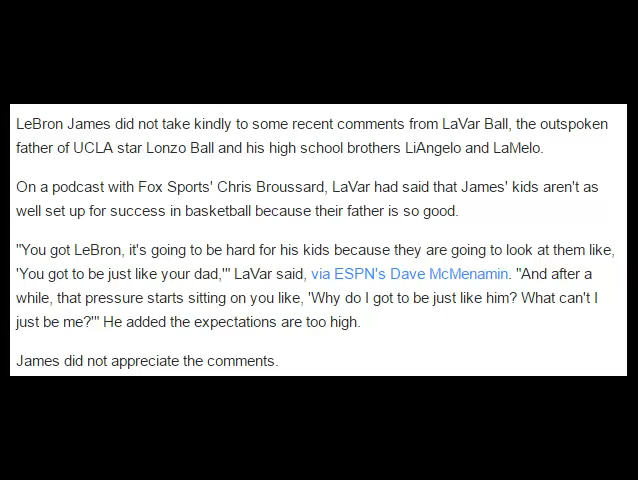 LeBron James did not take kindly to some recent comments from LaVar Ball, the outspoken
father of UCLA star Lonzo Ball and his high school brothers LiAngelo and LaMelo.
On a podcast with Fox Sports' Chris Broussard, LaVar had said that James' kids aren't as
well set up for success in basketball because their father is so good.
"You got LeBron, it's going to be hard for his kids because they are going to look at them like,
'You got to be just like your dad,'" LaVar said, via ESPN's Dave McMenamin. "And after a
while, that pressure starts sitting on you like, 'Why do I got to be just like him? What can't I
just be me?'" He added the expectations are too high.
James did not appreciate the comments.